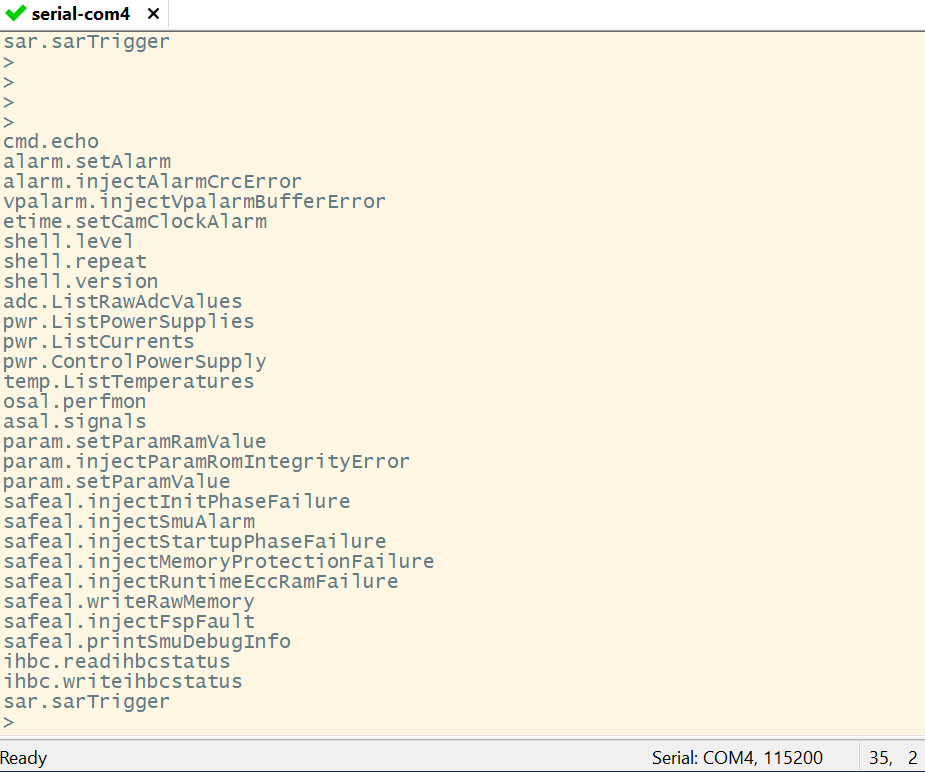 serial-com4 ×
sar.sarTrigger
>
>
>
>
cmd.echo
alarm.setAlarm
alarm.injectAlarmCrcError
vpalarm.injectVpalarmBufferError
etime.setCamClockAlarm
shell.level
shell.repeat
shell.version
adc.ListRawAdcValues
pwr.ListPowerSupplies
pwr.ListCurrents
pwr.ControlPowerSupply
temp.ListTemperatures
osal.perfmon
asal.signals
param.setParamRamValue
param.injectParamRomIntegrityError
param.setParamValue
safeal.injectInitPhaseFailure
safeal.injectSmuAlarm
safeal.injectStartupPhaseFailure
safeal.injectMemoryProtectionFailure
safeal.injectRuntimeEccRamFailure
safeal.writeRawMemory
safeal.injectFspFault
safeal.printSmuDebugInfo
ihbc.readihbcstatus
ihbc.writeihbcstatus
sar.sarTrigger
>
Ready Serial: COM4, 115200 35, 2